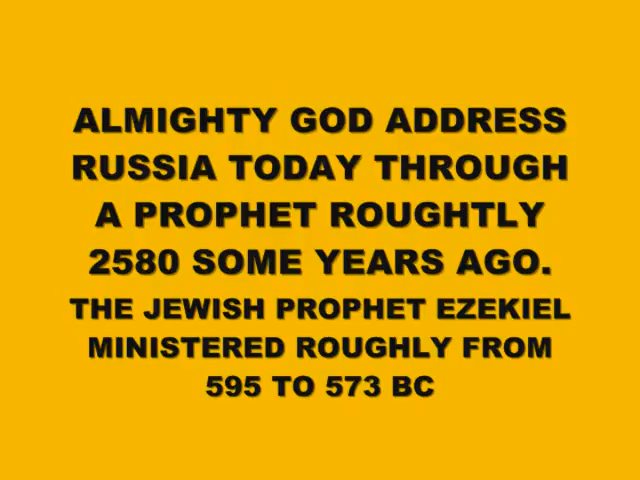 ALMIGHTY GOD ADDRESS
RUSSIA TODAY THROUGH
A PROPHET ROUGHTLY
2580 SOME YEARS AGO.
THE JEWISH PROPHET EZEKIEL
MINISTERED ROUGHLY FROM
595 TO 573 BC